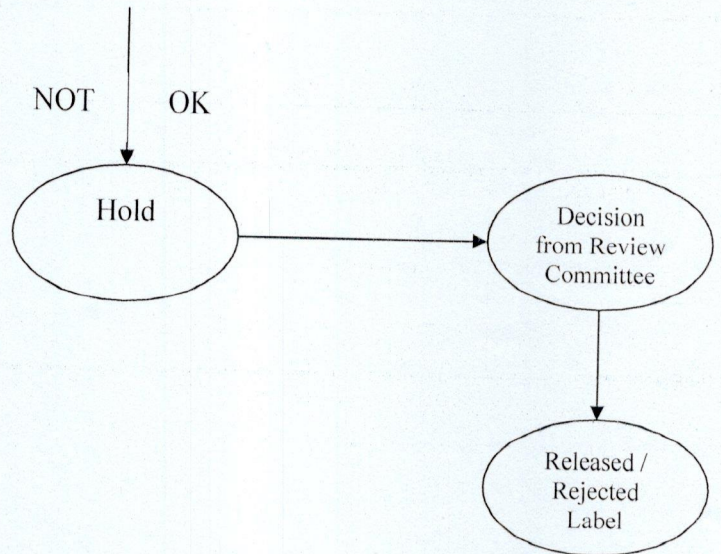 NOT OK
Hold
Decision
from Review
Committee
Released /
Rejected
Label